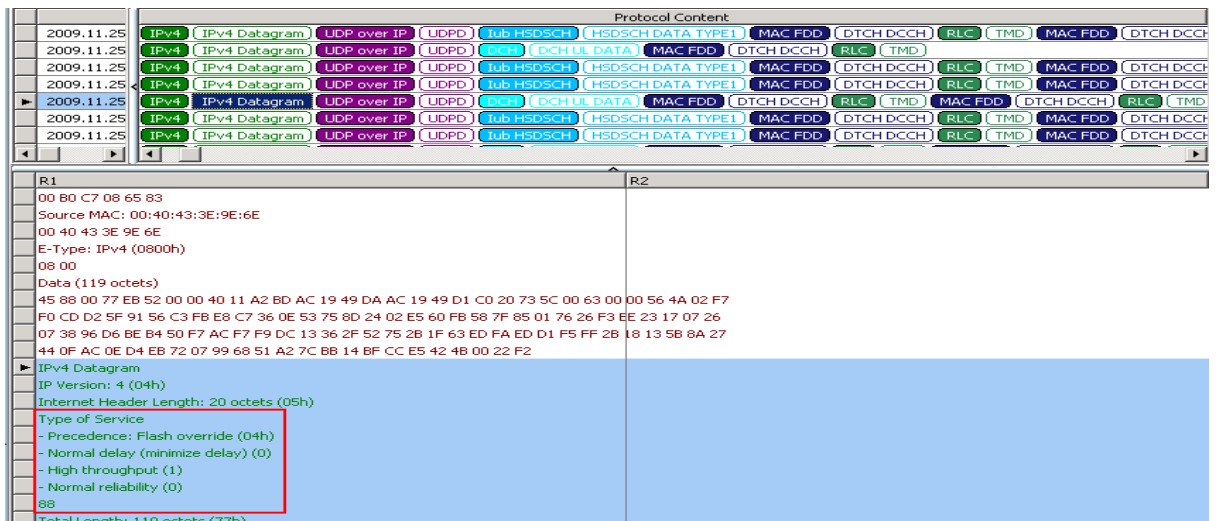 Protocol Content
2009.11.25 IPv4 IPv4 Datagram UDP over IP UDPD Iub HSDSCH HSDSCH DATA TYPE1 MAC FDD DTCH DCCH RLC TMD MAC FDD DTCH DCCH
2009.11.25 IPv4 IPv4 Datagram UDP over IP UDPD DCH DCH UL DATA MAC FDD DTCH DCCH RLC TMD
2009.11.25 IPv4 IPv4 Datagram UDP over IP UDPD Iub HSDSCH HSDSCH DATA TYPE1 MAC FDD DTCH DCCH RLC TMD MAC FDD DTCH DCCH
2009.11.25 IPv4 IPv4 Datagram UDP over IP UDPD Iub HSDSCH HSDSCH DATA TYPE1 MAC FDD DTCH DCCH RLC TMD MAC FDD DTCH DCCH
2009.11.25 IPv4 IPv4 Datagram UDP over IP UDPD DCH DCH UL DATA MAC FDD DTCH DCCH RLC TMD MAC FDD DTCH DCCH RLC TMD
2009.11.25 IPv4 IPv4 Datagram UDP over IP UDPD Iub HSDSCH HSDSCH DATA TYPE1 MAC FDD DTCH DCCH RLC TMD MAC FDD DTCH DCCH
2009.11.25 IPv4 IPv4 Datagram UDP over IP UDPD Iub HSDSCH HSDSCH DATA TYPE1 MAC FDD DTCH DCCH RLC TMD MAC FDD DTCH DCCH
R1 R2
00 B0 C7 08 65 83
Source MAC: 00:40:43:3E:9E:6E
00 40 43 3E 9E 6E
E-Type: IPv4 (0800h)
08 00
Data (119 octets)
45 88 00 77 EB 52 00 00 40 11 A2 BD AC 19 49 DA AC 19 49 D1 C0 20 73 5C 00 63 00 00 56 4A 02 F7
F0 CD D2 5F 91 56 C3 FB E8 C7 36 0E 53 75 8D 24 02 E5 60 FB 58 7F 85 01 76 26 F3 EE 23 17 07 26
07 38 96 D6 BE B4 50 F7 AC F7 F9 DC 13 36 2F 52 75 2B 1F 63 ED FA ED D1 F5 FF 2B 18 13 5B 8A 27
44 0F AC 0E D4 EB 72 07 99 68 51 A2 7C BB 14 BF CC E5 42 4B 00 22 F2
IPv4 Datagram
IP Version: 4 (04h)
Internet Header Length: 20 octets (05h)
Type of Service
- Precedence: Flash override (04h)
- Normal delay (minimize delay) (0)
- High throughput (1)
- Normal reliability (0)
88
Total Length: 119 octets (77h)